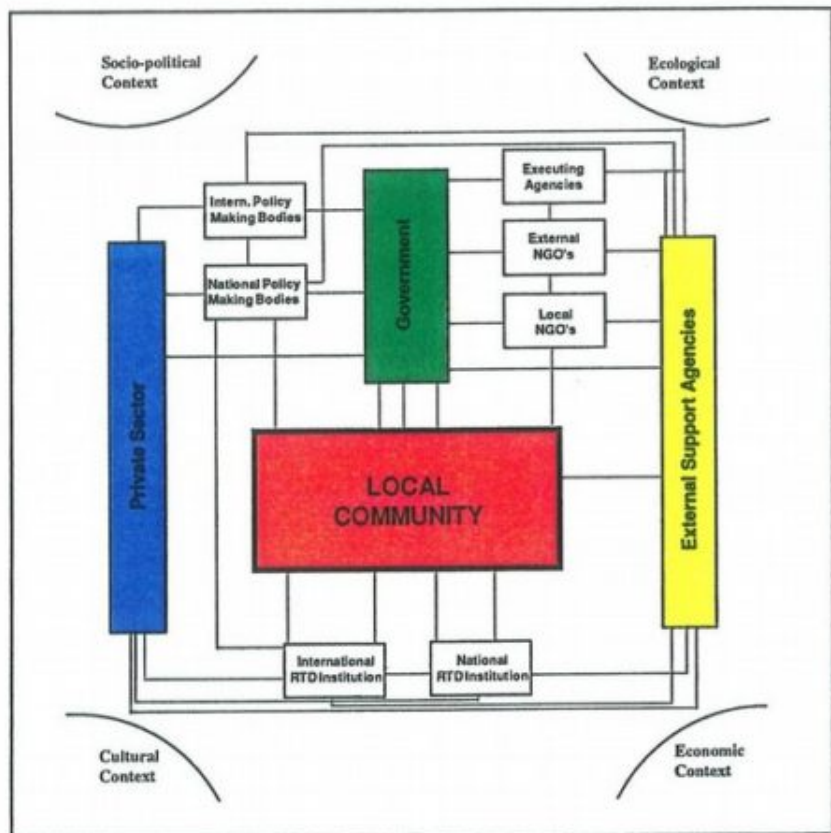 Socio-political
Context
Ecological
Context
Executing
Agencies
Intern. Policy
Making Bodies
External
NGO's
National Policy
Making Bodies
Local
NGO's
Government
Private Sector
External Support Agencies
LOCAL
COMMUNITY
International
RTD Institution
National
RTD Institution
Cultural
Context
Economic
Context